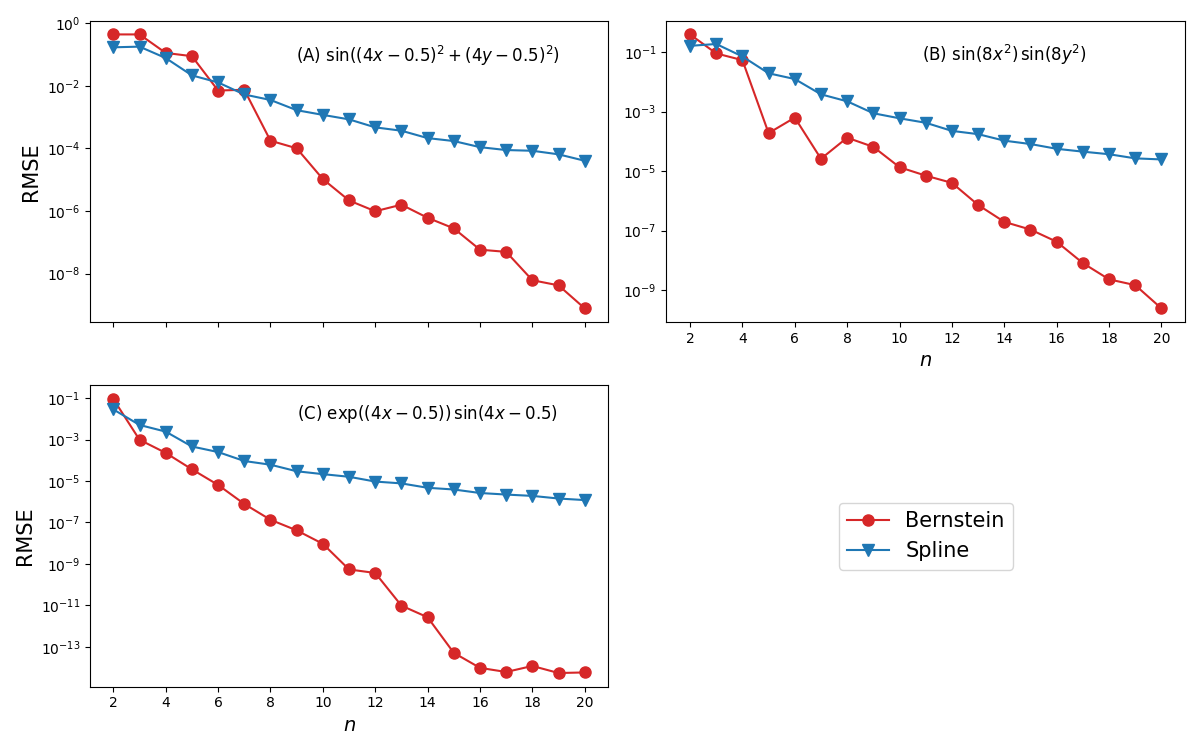 (A) sin((4x − 0.5)² + (4y − 0.5)²)
RMSE
10⁰
10⁻²
10⁻⁴
10⁻⁶
10⁻⁸
(B) sin(8x²) sin(8y²)
10⁻¹
10⁻³
10⁻⁵
10⁻⁷
10⁻⁹
2 4 6 8 10 12 14 16 18 20
n
(C) exp((4x − 0.5)) sin(4x − 0.5)
RMSE
10⁻¹
10⁻³
10⁻⁵
10⁻⁷
10⁻⁹
10⁻¹¹
10⁻¹³
2 4 6 8 10 12 14 16 18 20
n
Bernstein
Spline